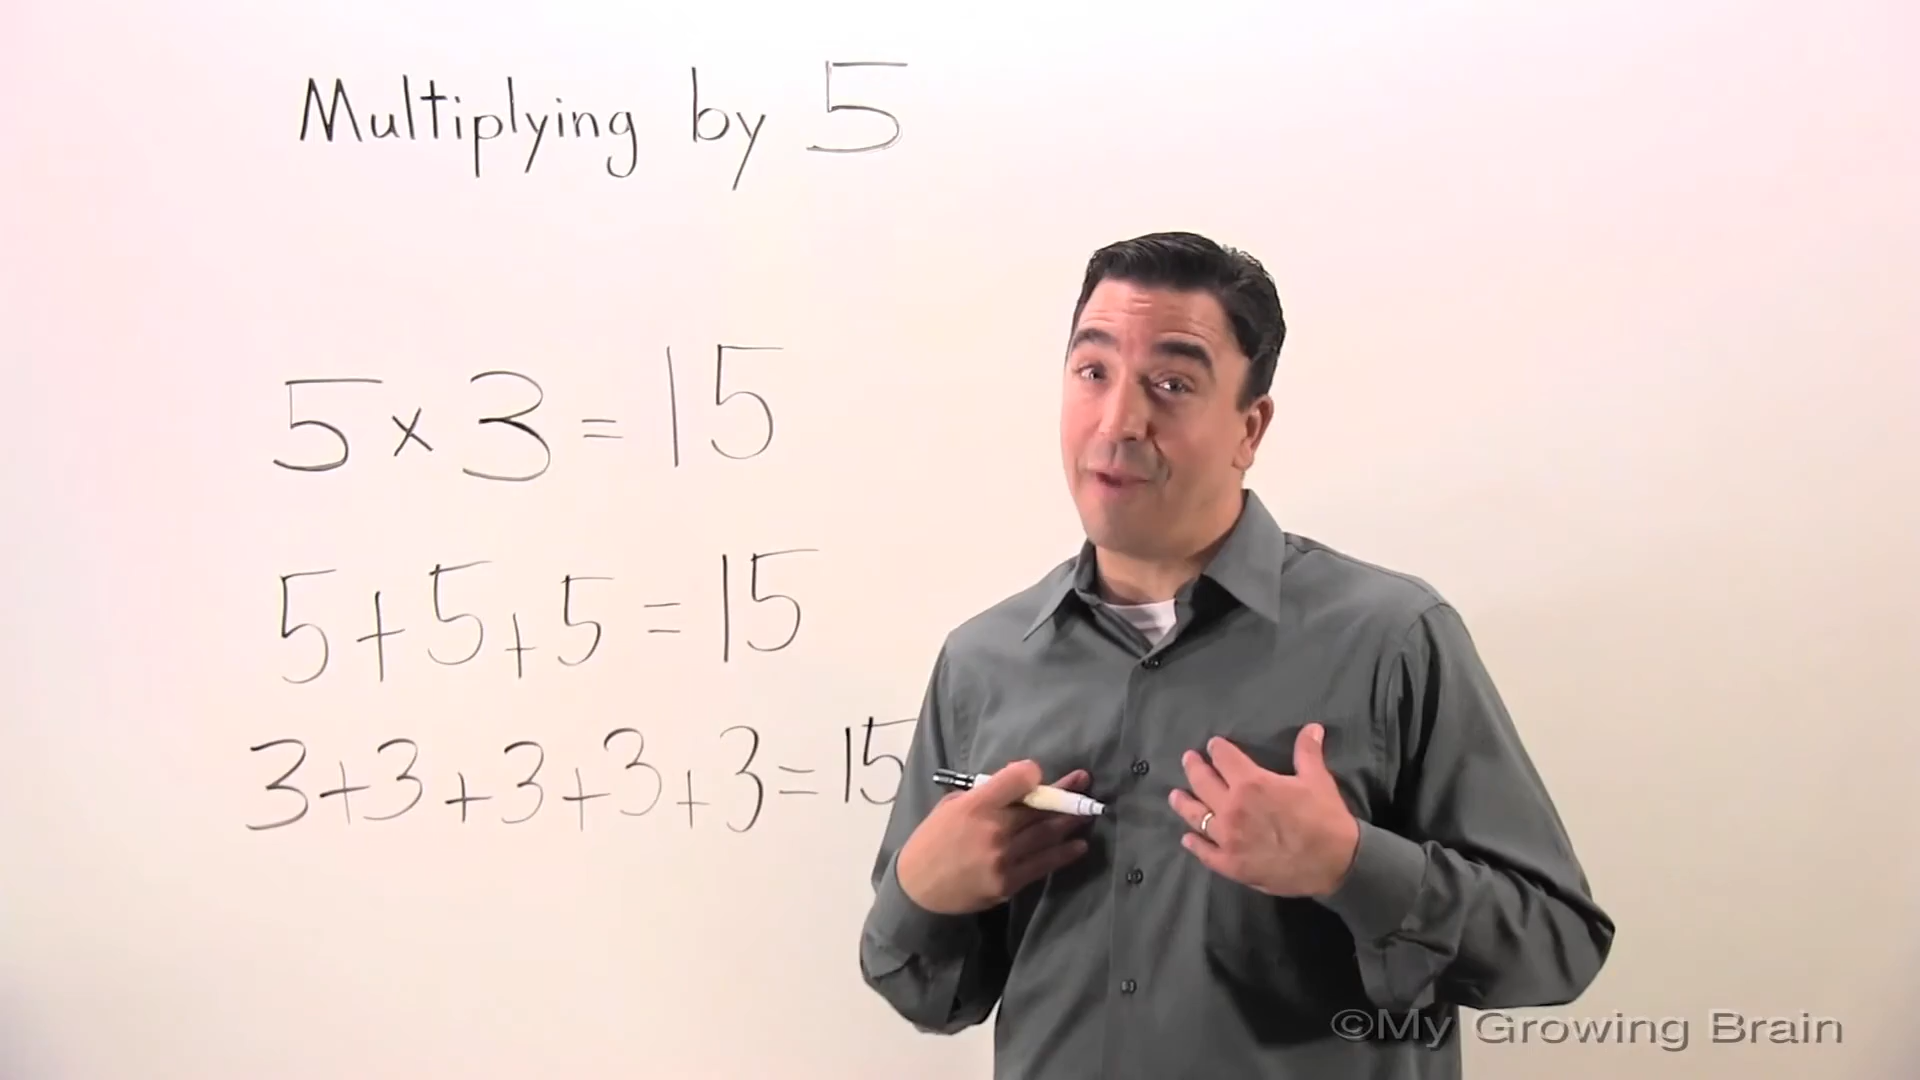 Multiplying by 5
5 × 3 = 15
5 + 5 + 5 = 15
3 + 3 + 3 + 3 + 3 = 15
©My Growing Brain